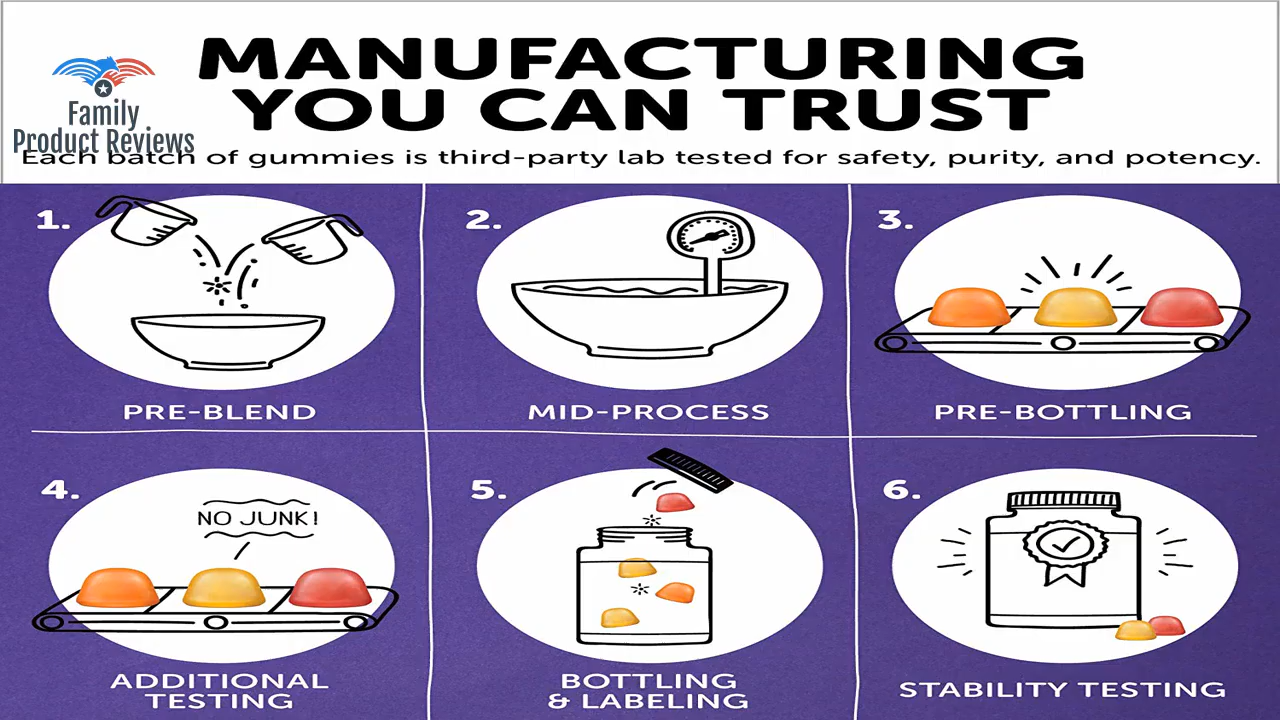 MANUFACTURING
YOU CAN TRUST
Family
Product Reviews
Each batch of gummies is third-party lab tested for safety, purity, and potency.
1.
PRE-BLEND
2.
MID-PROCESS
3.
PRE-BOTTLING
4.
NO JUNK!
ADDITIONAL
TESTING
5.
BOTTLING
& LABELING
6.
STABILITY TESTING